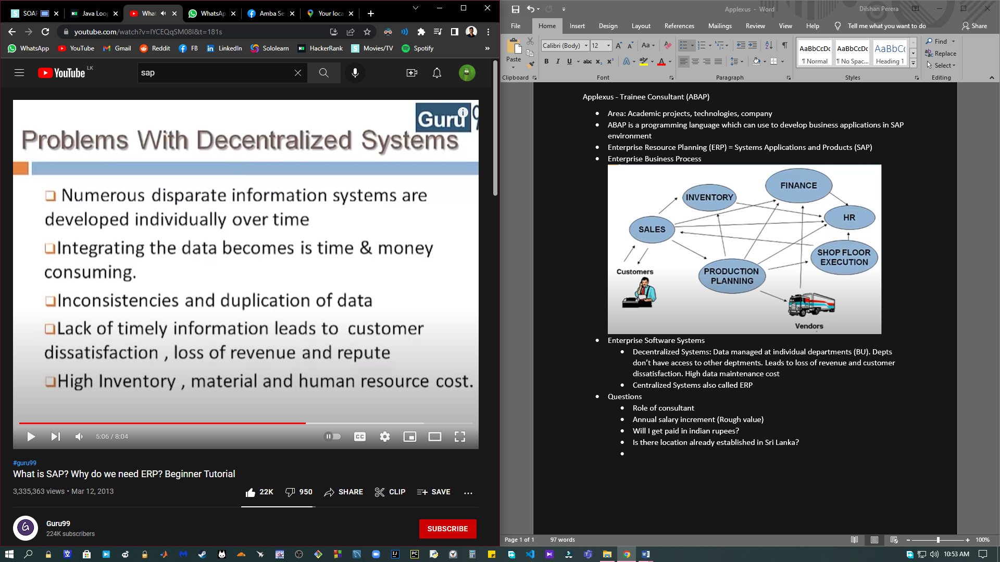 SOAP
Java Loop
What
WhatsAp
Amba Se
Your loca
youtube.com/watch?v=IYCEQqSM08I&t=181s
WhatsApp
YouTube
Gmail
Reddit
FB
LinkedIn
Sololearn
HackerRank
Movies/TV
Spotify
»
YouTube LK
sap
Guru9
Problems With Decentralized Systems
Numerous disparate information systems are
developed individually over time
Integrating the data becomes is time & money
consuming.
Inconsistencies and duplication of data
Lack of timely information leads to customer
dissatisfaction , loss of revenue and repute
High Inventory , material and human resource cost.
5:06 / 8:04
CC
#guru99
What is SAP? Why do we need ERP? Beginner Tutorial
3,335,363 views • Mar 12, 2013
22K
950
SHARE
CLIP
SAVE
...
Guru99
224K subscribers
SUBSCRIBE
Applexus - Word
Dilshan Perera
File
Home
Insert
Design
Layout
References
Mailings
Review
View
Help
Tell me what you want to do
Share
Paste
Clipboard
Calibri (Body)
12
Font
Paragraph
AaBbCcDc
¶ Normal
AaBbCcDc
¶ No Spac...
AaBbCc
Heading 1
Styles
Find
Replace
Select
Editing
Applexus - Trainee Consultant (ABAP)
• Area: Academic projects, technologies, company
• ABAP is a programming language which can use to develop business applications in SAP
environment
• Enterprise Resource Planning (ERP) = Systems Applications and Products (SAP)
• Enterprise Business Process
FINANCE
INVENTORY
HR
SALES
SHOP FLOOR
EXECUTION
Customers
PRODUCTION
PLANNING
Vendors
• Enterprise Software Systems
• Decentralized Systems: Data managed at individual departments (BU). Depts
don't have access to other deptments. Leads to loss of revenue and customer
dissatisfaction. High data maintenance cost
• Centralized Systems also called ERP
• Questions
• Role of consultant
• Annual salary increment (Rough value)
• Will I get paid in indian rupees?
• Is there location already established in Sri Lanka?
•
Page 1 of 1
97 words
100%
10:53 AM